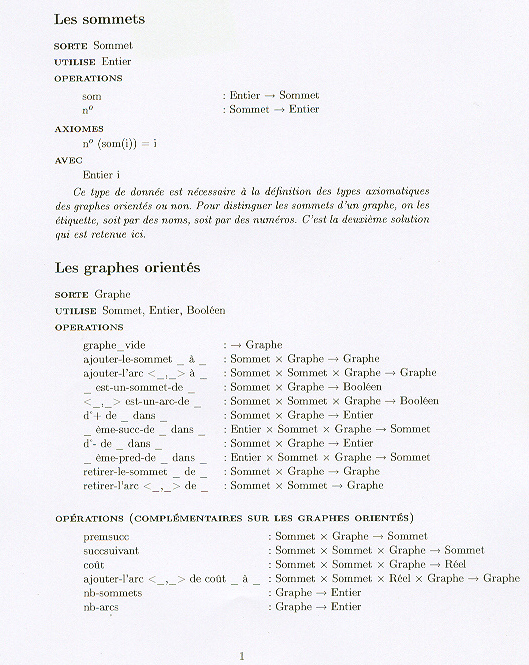 Les sommets
SORTE Sommet
UTILISE Entier
OPERATIONS
som : Entier → Sommet
nº : Sommet → Entier
AXIOMES
nº (som(i)) = i
AVEC
Entier i
Ce type de donnée est nécessaire à la définition des types axiomatiques
des graphes orientés ou non. Pour distinguer les sommets d'un graphe, on les
étiquette, soit par des noms, soit par des numéros. C'est la deuxième solution
qui est retenue ici.
Les graphes orientés
SORTE Graphe
UTILISE Sommet, Entier, Booléen
OPERATIONS
graphe_vide : → Graphe
ajouter-le-sommet _ à _ : Sommet × Graphe → Graphe
ajouter-l'arc <_,_> à _ : Sommet × Sommet × Graphe → Graphe
_ est-un-sommet-de _ : Sommet × Graphe → Booléen
<_,_> est-un-arc-de _ : Sommet × Sommet × Graphe → Booléen
d°+ de _ dans _ : Sommet × Graphe → Entier
_ ème-succ-de _ dans _ : Entier × Sommet × Graphe → Sommet
d°- de _ dans _ : Sommet × Graphe → Entier
_ ème-pred-de _ dans _ : Entier × Sommet × Graphe → Sommet
retirer-le-sommet _ de _ : Sommet × Graphe → Graphe
retirer-l'arc <_,_> de _ : Sommet × Sommet → Graphe
OPÉRATIONS (COMPLÉMENTAIRES SUR LES GRAPHES ORIENTÉS)
premsucc : Sommet × Graphe → Sommet
succsuivant : Sommet × Sommet × Graphe → Sommet
coût : Sommet × Sommet × Graphe → Réel
ajouter-l'arc <_,_> de coût _ à _ : Sommet × Sommet × Réel × Graphe → Graphe
nb-sommets : Graphe → Entier
nb-arcs : Graphe → Entier
1